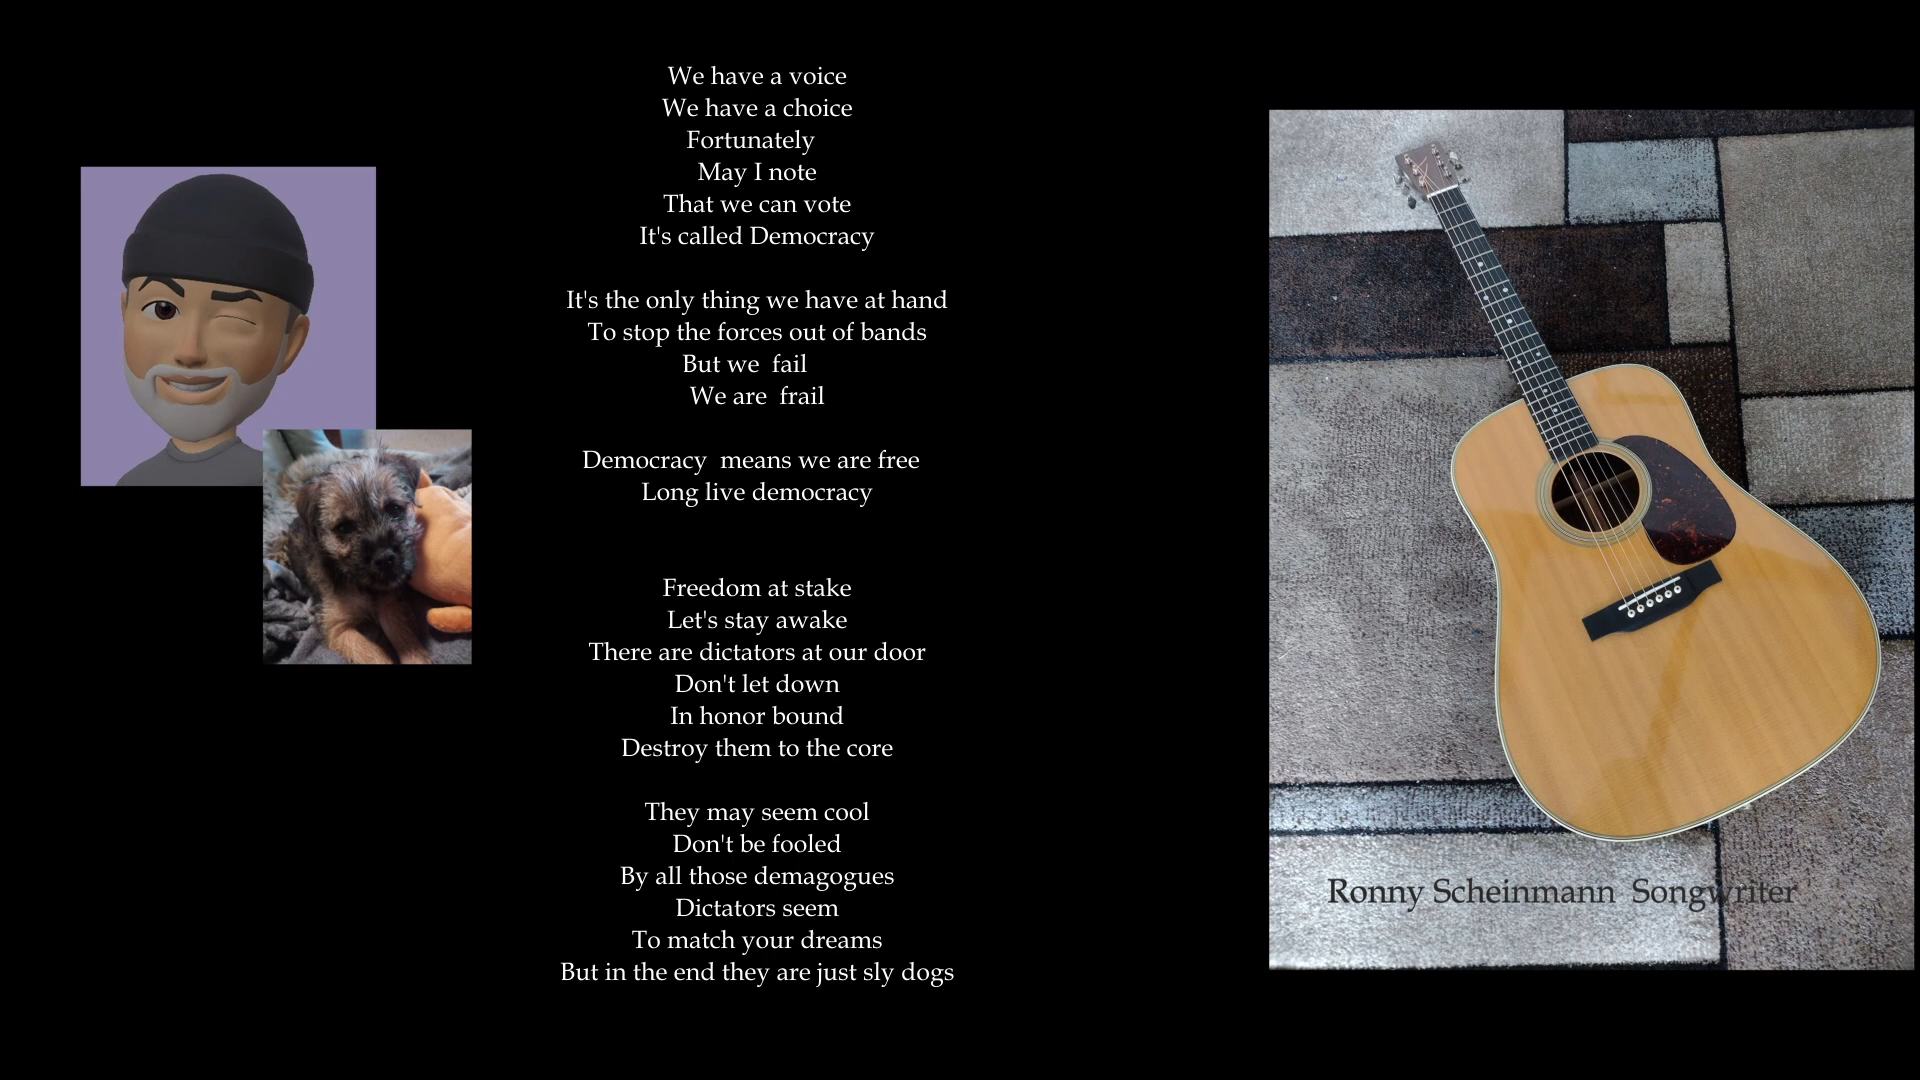 We have a voice
We have a choice
Fortunately
May I note
That we can vote
It's called Democracy
It's the only thing we have at hand
To stop the forces out of bands
But we  fail
We are  frail
Democracy  means we are free
Long live democracy
Freedom at stake
Let's stay awake
There are dictators at our door
Don't let down
In honor bound
Destroy them to the core
They may seem cool
Don't be fooled
By all those demagogues
Dictators seem
To match your dreams
But in the end they are just sly dogs
Ronny Scheinmann  Songwriter